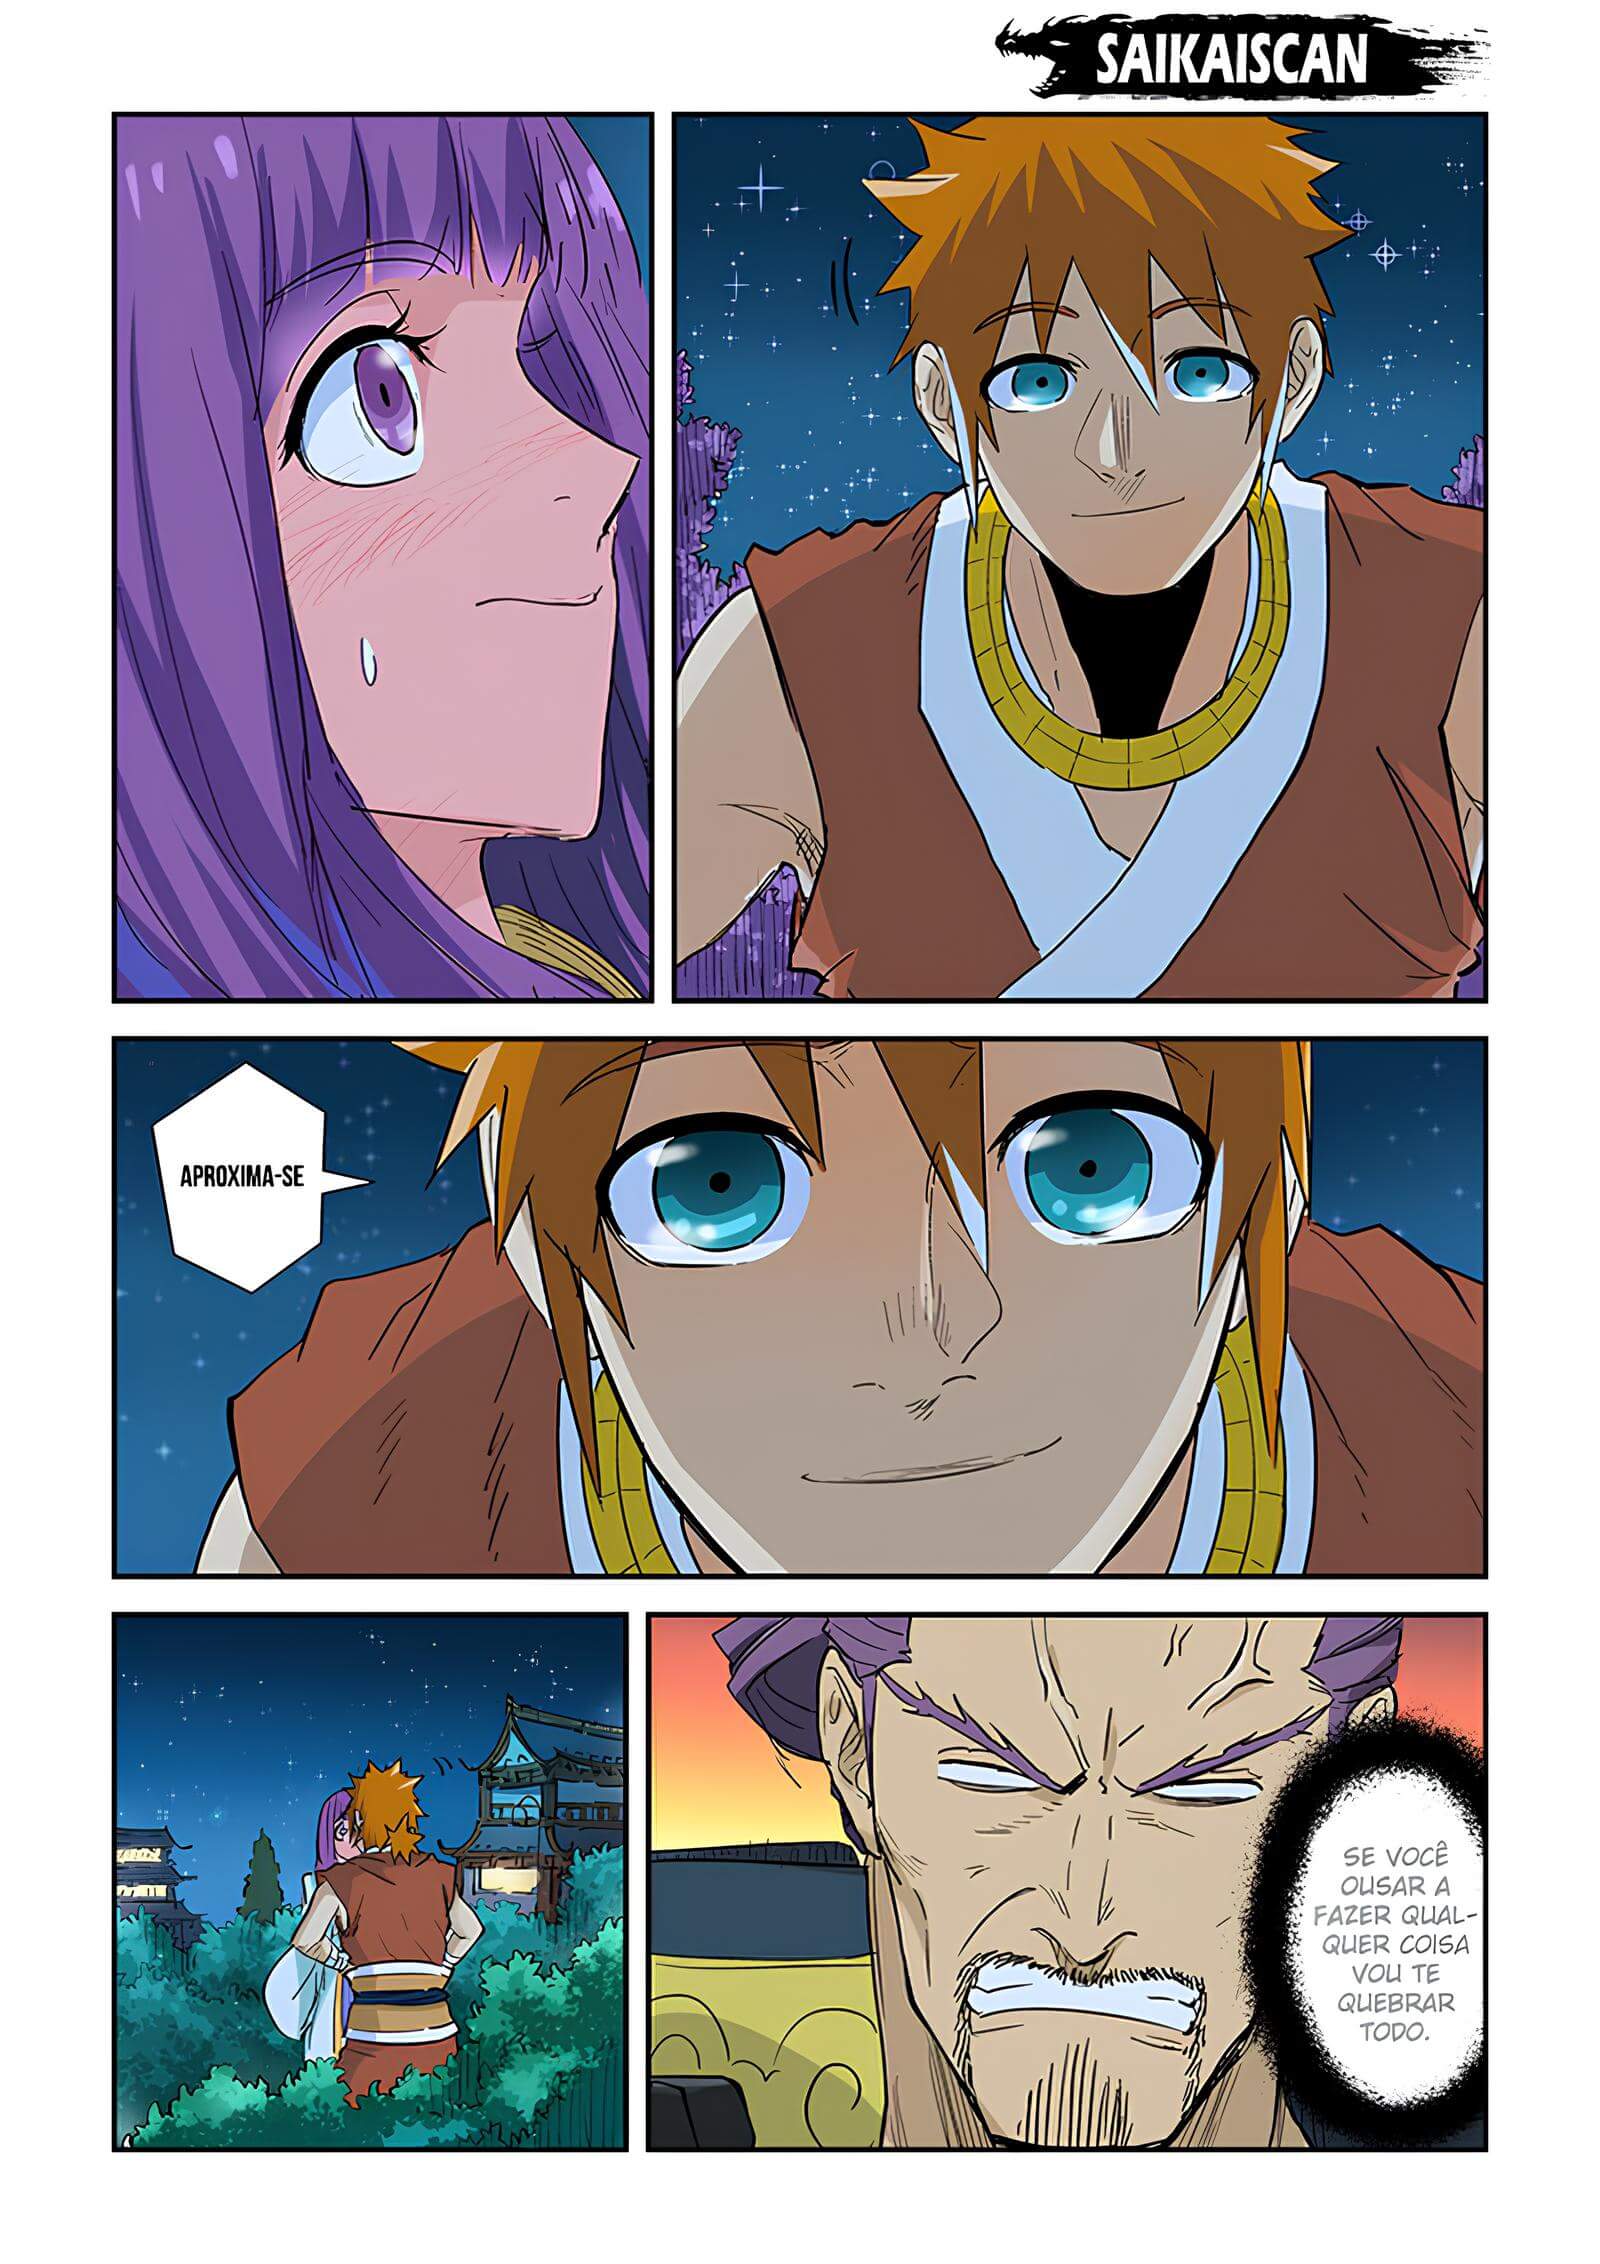 SAIKAISCAN
APROXIMA-SE
SE VOCÊ
OUSAR A
FAZER QUAL-
QUER COISA
VOU TE
QUEBRAR
TODO.